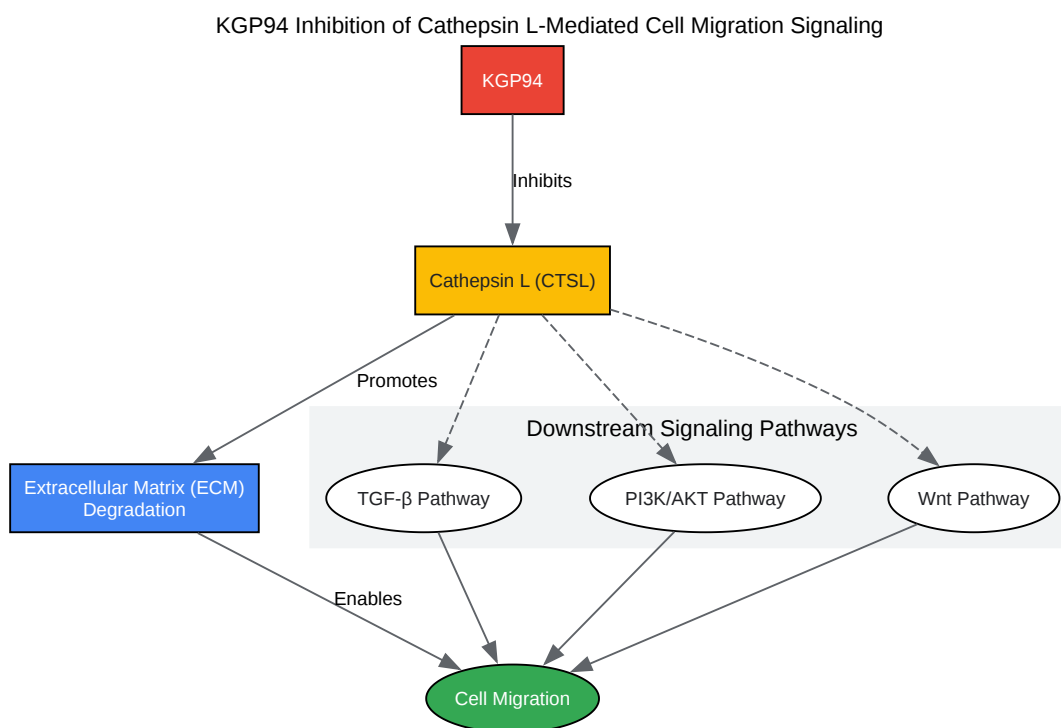 KGP94 Inhibition of Cathepsin L-Mediated Cell Migration Signaling
KGP94
Inhibits
Cathepsin L (CTSL)
Promotes
Downstream Signaling Pathways
Extracellular Matrix (ECM)
Degradation
TGF-β Pathway
PI3K/AKT Pathway
Wnt Pathway
Enables
Cell Migration